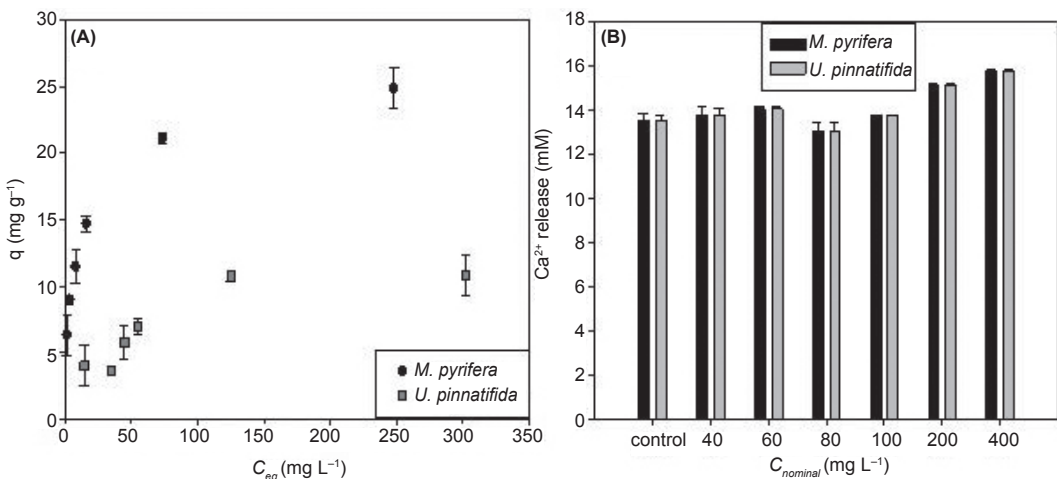 (A)
30
25
20
15
10
5
0
q (mg g⁻¹)
0 50 100 150 200 250 300 350
C_eq (mg L⁻¹)
M. pyrifera
U. pinnatifida
(B)
M. pyrifera
U. pinnatifida
18
16
14
12
10
8
6
4
2
0
Ca²⁺ release (mM)
control 40 60 80 100 200 400
C_nominal (mg L⁻¹)